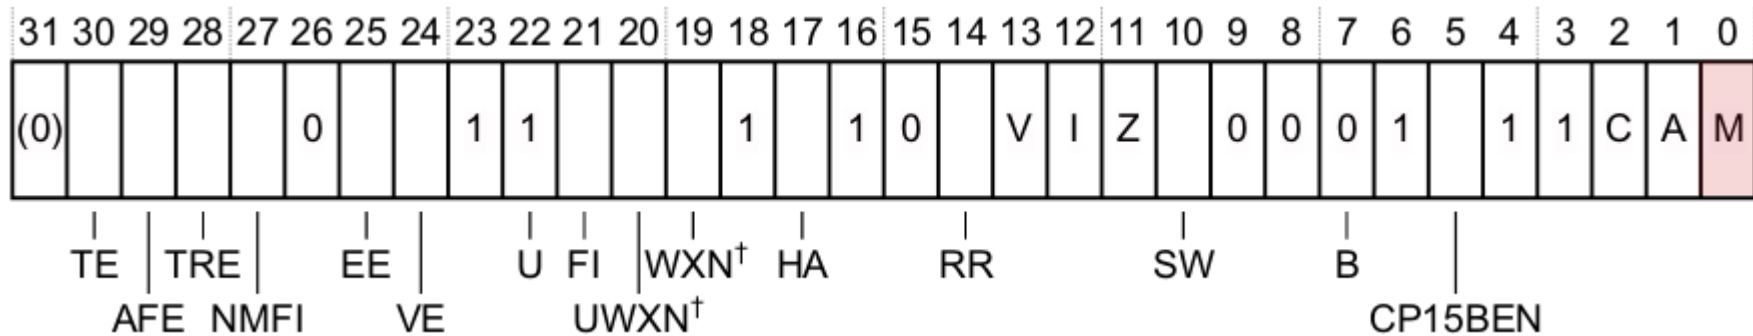 31 30 29 28 27 26 25 24 23 22 21 20 19 18 17 16 15 14 13 12 11 10 9 8 7 6 5 4 3 2 1 0
(0) 0 1 1 1 1 0 V I Z 0 0 0 1 1 1 C A M
TE TRE EE U FI WXN† HA RR SW B
AFE NMFI VE UWXN† CP15BEN